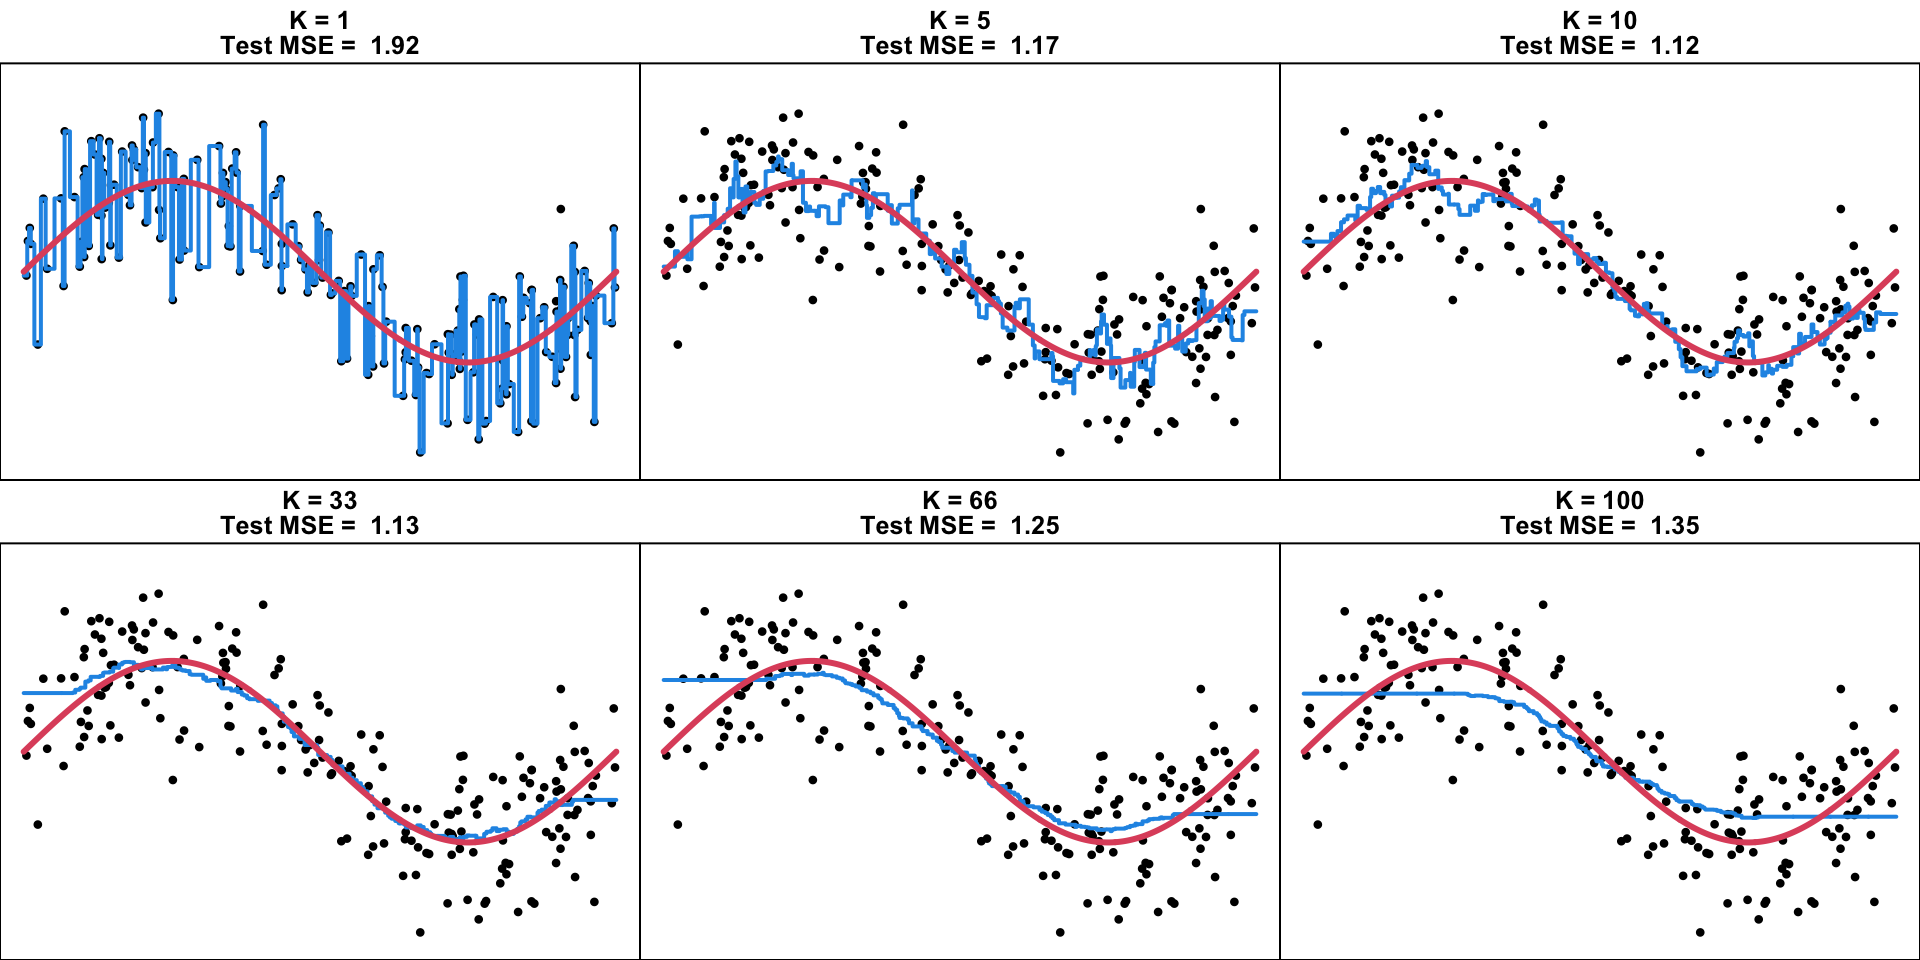 K = 1
Test MSE =  1.92
K = 5
Test MSE =  1.17
K = 10
Test MSE =  1.12
K = 33
Test MSE =  1.13
K = 66
Test MSE =  1.25
K = 100
Test MSE =  1.35